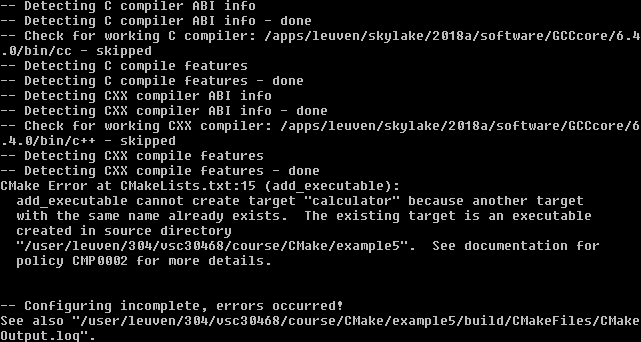 -- Detecting C compiler ABI info
-- Detecting C compiler ABI info - done
-- Check for working C compiler: /apps/leuven/skylake/2018a/software/GCCcore/6.4
.0/bin/cc - skipped
-- Detecting C compile features
-- Detecting C compile features - done
-- Detecting CXX compiler ABI info
-- Detecting CXX compiler ABI info - done
-- Check for working CXX compiler: /apps/leuven/skylake/2018a/software/GCCcore/6
.4.0/bin/c++ - skipped
-- Detecting CXX compile features
-- Detecting CXX compile features - done
CMake Error at CMakeLists.txt:15 (add_executable):
  add_executable cannot create target "calculator" because another target
  with the same name already exists.  The existing target is an executable
  created in source directory
  "/user/leuven/304/vsc30468/course/CMake/example5".  See documentation for
  policy CMP0002 for more details.
-- Configuring incomplete, errors occurred!
See also "/user/leuven/304/vsc30468/course/CMake/example5/build/CMakeFiles/CMake
Output.log".